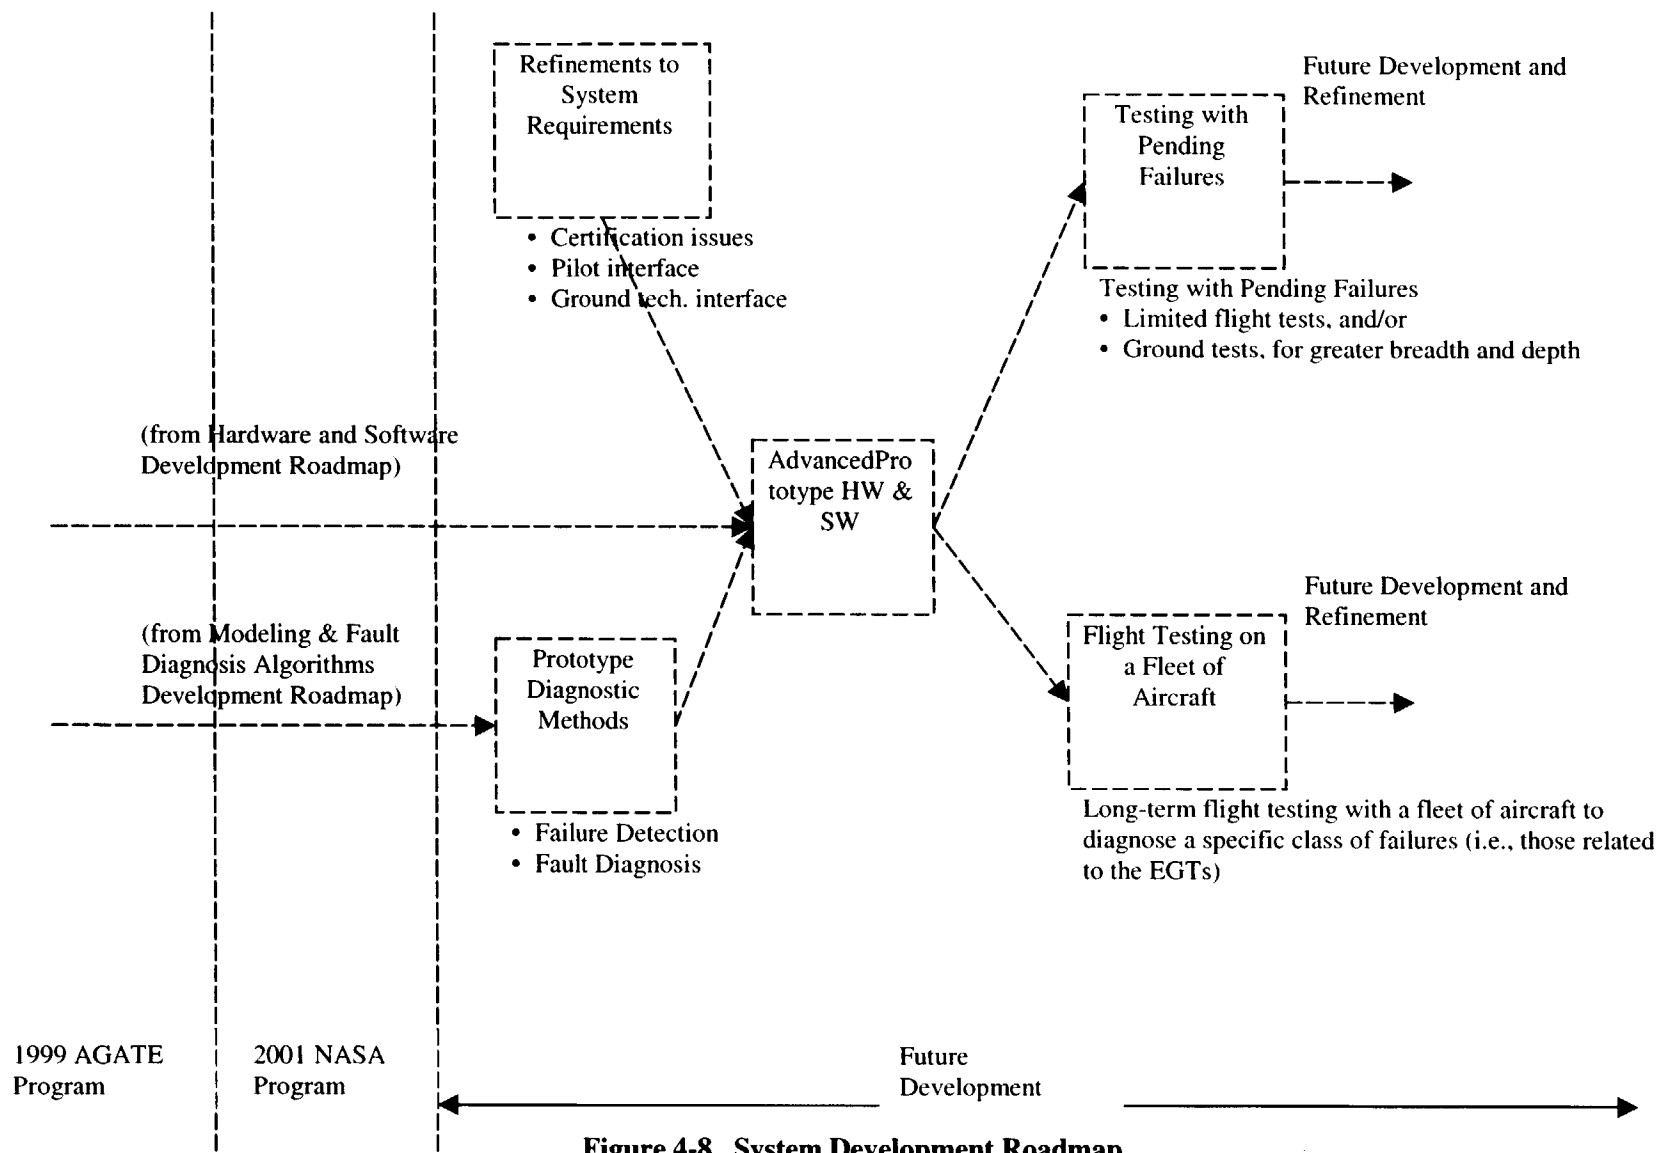 Refinements to
System
Requirements
• Certification issues
• Pilot interface
• Ground tech. interface
Testing with
Pending
Failures
Future Development and
Refinement
Testing with Pending Failures
• Limited flight tests, and/or
• Ground tests, for greater breadth and depth
(from Hardware and Software
Development Roadmap)
AdvancedPro
totype HW &
SW
(from Modeling & Fault
Diagnosis Algorithms
Development Roadmap)
Prototype
Diagnostic
Methods
• Failure Detection
• Fault Diagnosis
Future Development and
Refinement
Flight Testing on
a Fleet of
Aircraft
Long-term flight testing with a fleet of aircraft to
diagnose a specific class of failures (i.e., those related
to the EGTs)
1999 AGATE
Program
2001 NASA
Program
Future
Development
Figure 4-8 System Development Roadmap